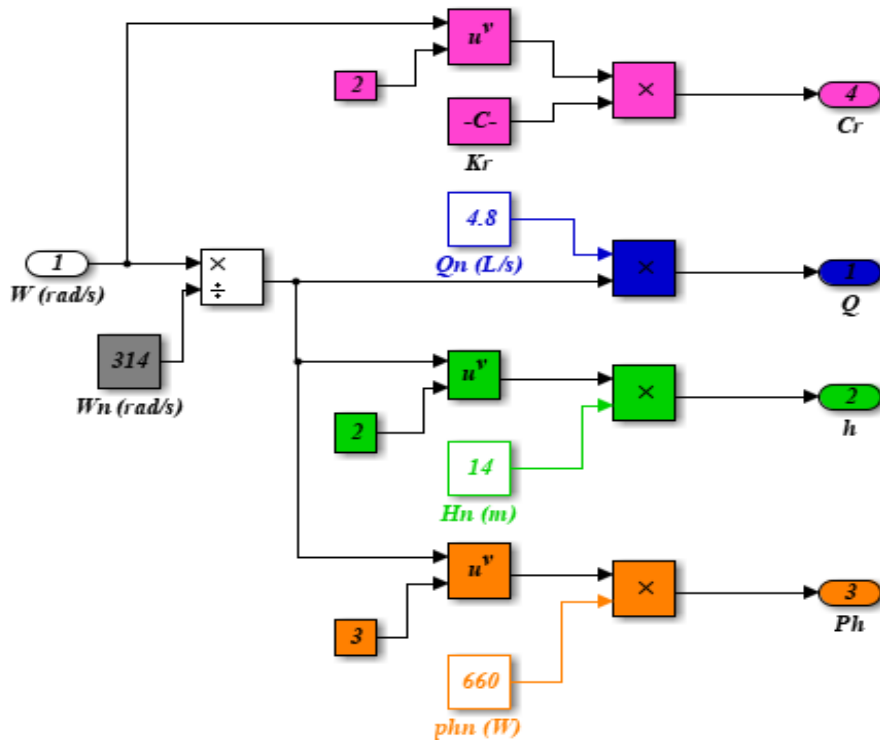 u^v
2
×
4
Cr
-C-
Kr
4.8
Qn (L/s)
1
W (rad/s)
×
÷
×
1
Q
314
Wn (rad/s)
u^v
×
2
h
2
14
Hn (m)
u^v
×
3
Ph
3
660
phn (W)